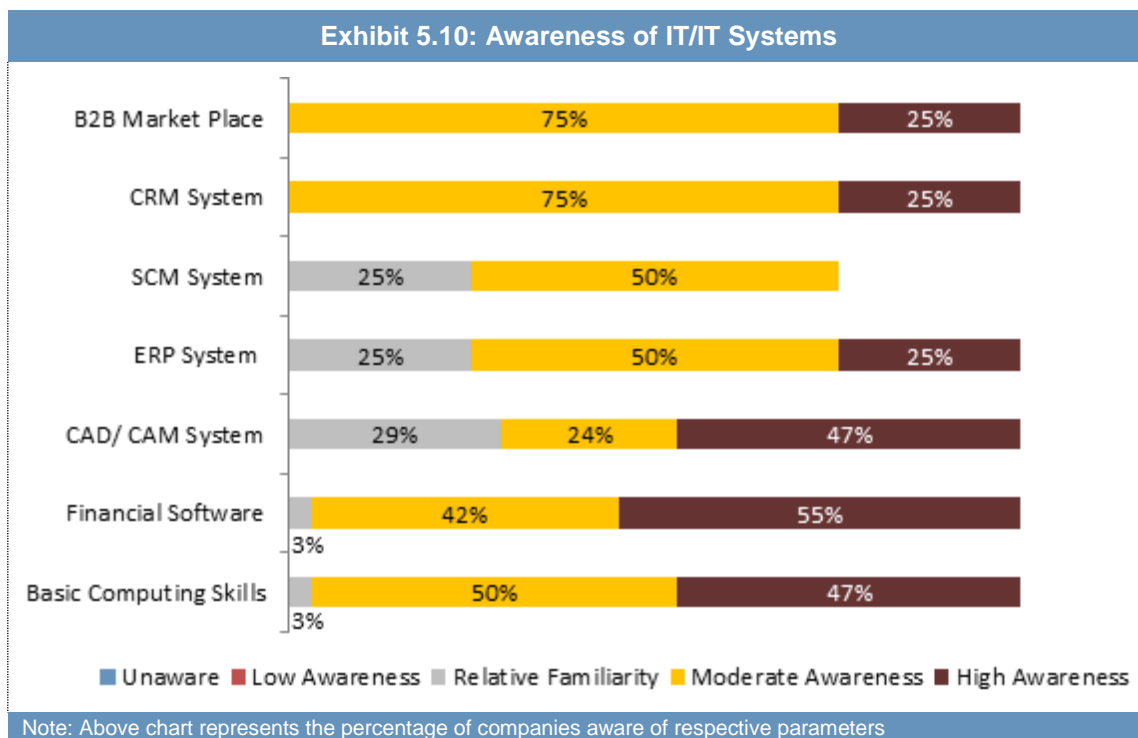 Exhibit 5.10: Awareness of IT/IT Systems
B2B Market Place 75% 25%
CRM System 75% 25%
SCM System 25% 50%
ERP System 25% 50% 25%
CAD/ CAM System 29% 24% 47%
Financial Software 3% 42% 55%
Basic Computing Skills 3% 50% 47%
Unaware Low Awareness Relative Familiarity Moderate Awareness High Awareness
Note: Above chart represents the percentage of companies aware of respective parameters